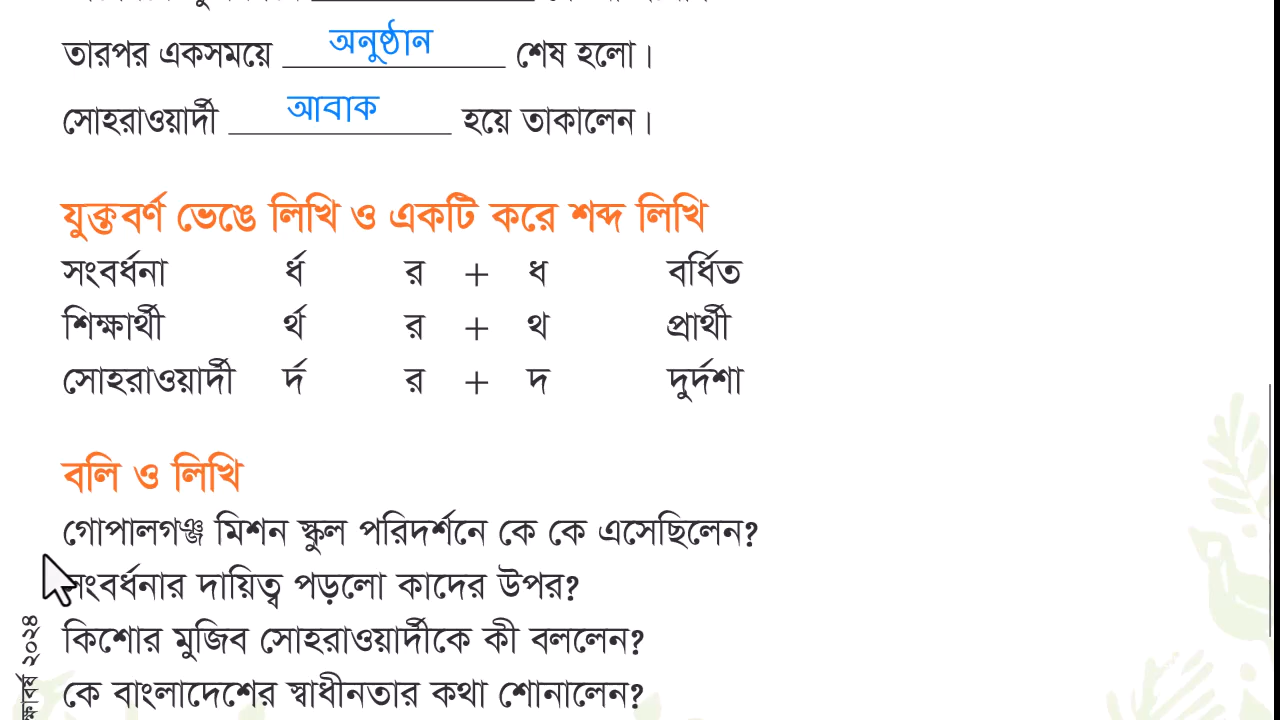 তারপর একসময়ে অনুষ্ঠান শেষ হলো।
সোহরাওয়ার্দী আবাক হয়ে তাকালেন।
যুক্তবর্ণ ভেঙে লিখি ও একটি করে শব্দ লিখি
সংবর্ধনা র্ধ র + ধ বর্ধিত
শিক্ষার্থী র্থ র + থ প্রার্থী
সোহরাওয়ার্দী র্দ র + দ দুর্দশা
বলি ও লিখি
গোপালগঞ্জ মিশন স্কুল পরিদর্শনে কে কে এসেছিলেন?
সংবর্ধনার দায়িত্ব পড়লো কাদের উপর?
কিশোর মুজিব সোহরাওয়ার্দীকে কী বললেন?
কে বাংলাদেশের স্বাধীনতার কথা শোনালেন?
২০২৪